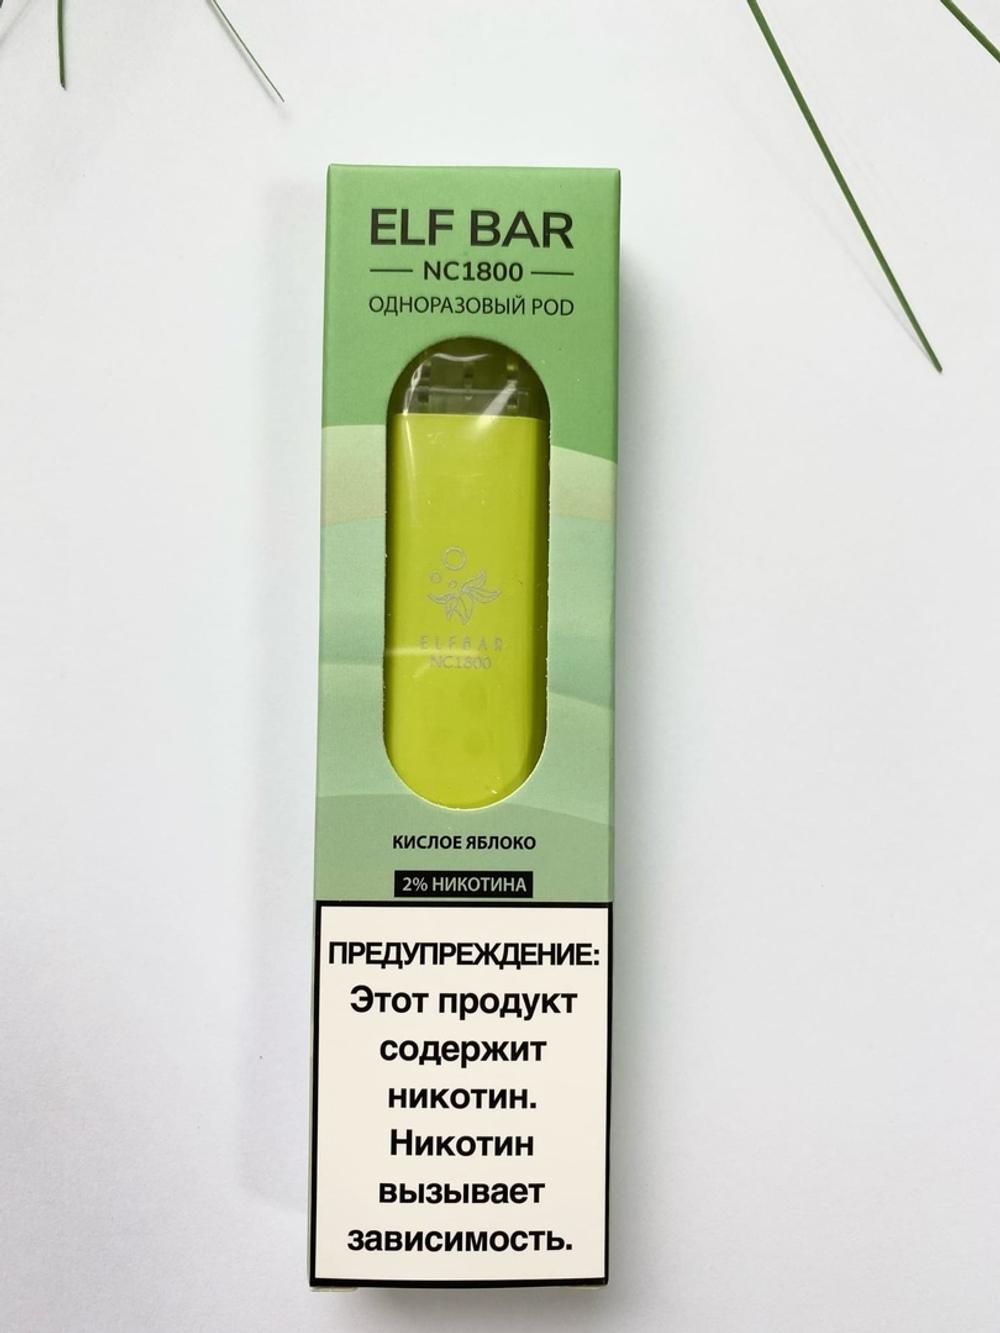 ELF BAR
NC1800
ОДНОРАЗОВЫЙ POD
ELFBAR
NC1800
КИСЛОЕ ЯБЛОКО
2% НИКОТИНА
ПРЕДУПРЕЖДЕНИЕ:
Этот продукт
содержит
никотин.
Никотин
вызывает
зависимость.